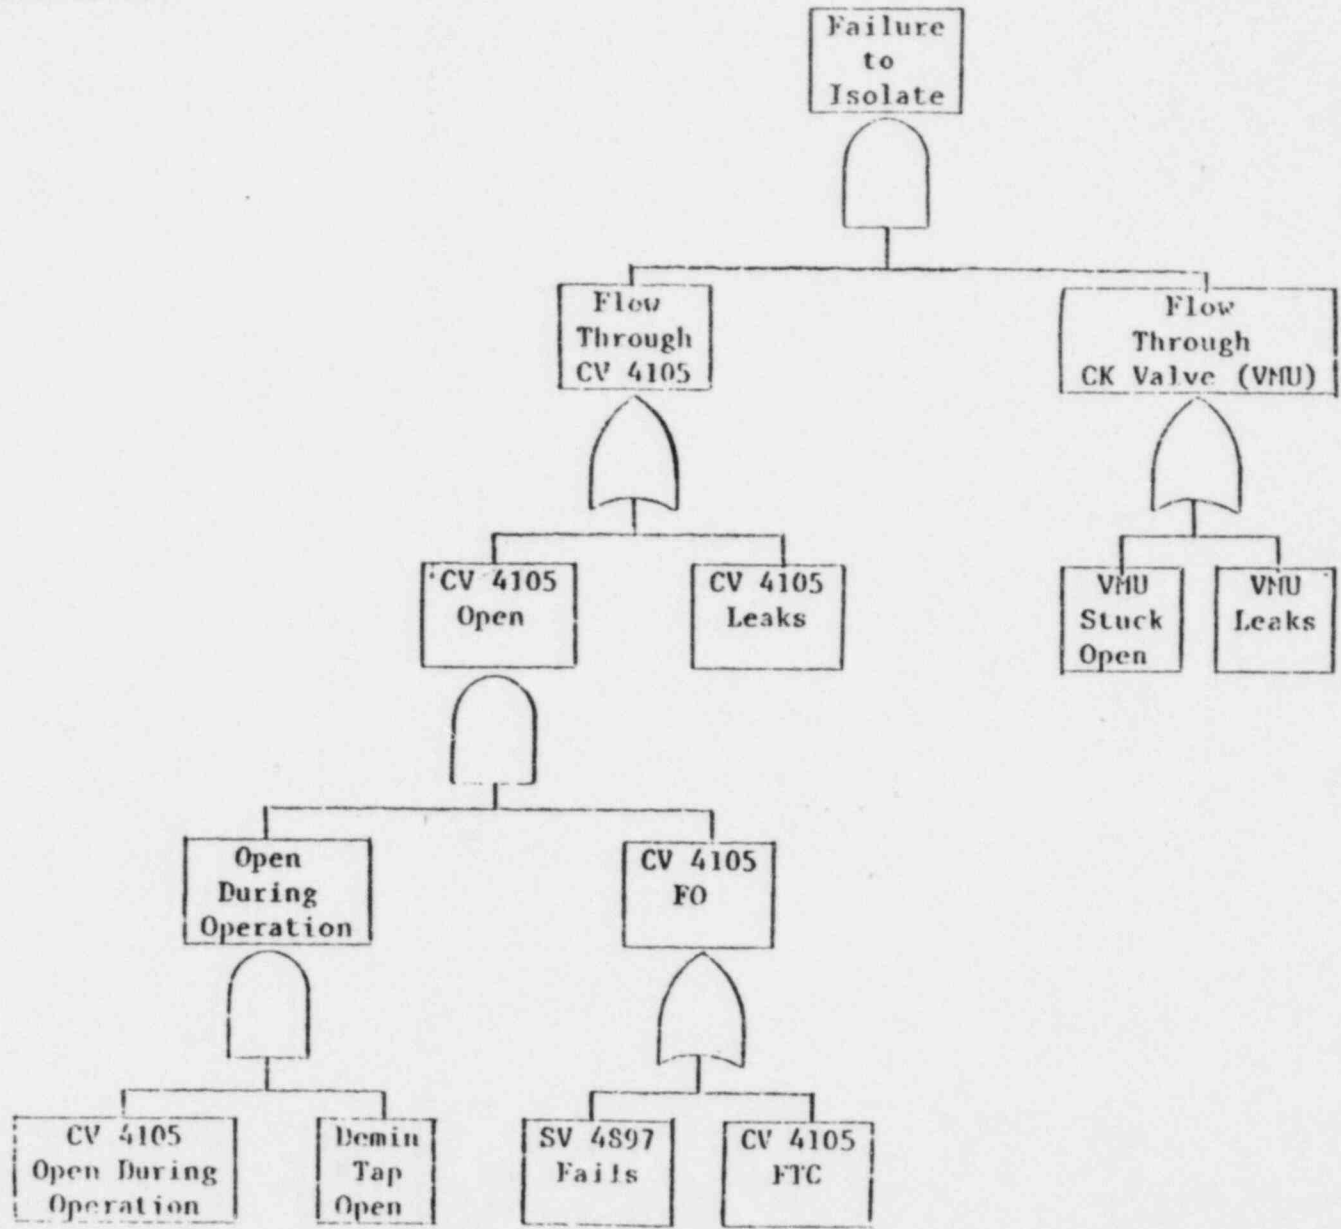 Failure
to
Isolate
Flow
Through
CV 4105
Flow
Through
CK Valve (VMU)
CV 4105
Open
CV 4105
Leaks
VMU
Stuck
Open
VMU
Leaks
Open
During
Operation
CV 4105
FO
CV 4105
Open During
Operation
Demin
Tap
Open
SV 4897
Fails
CV 4105
FTC